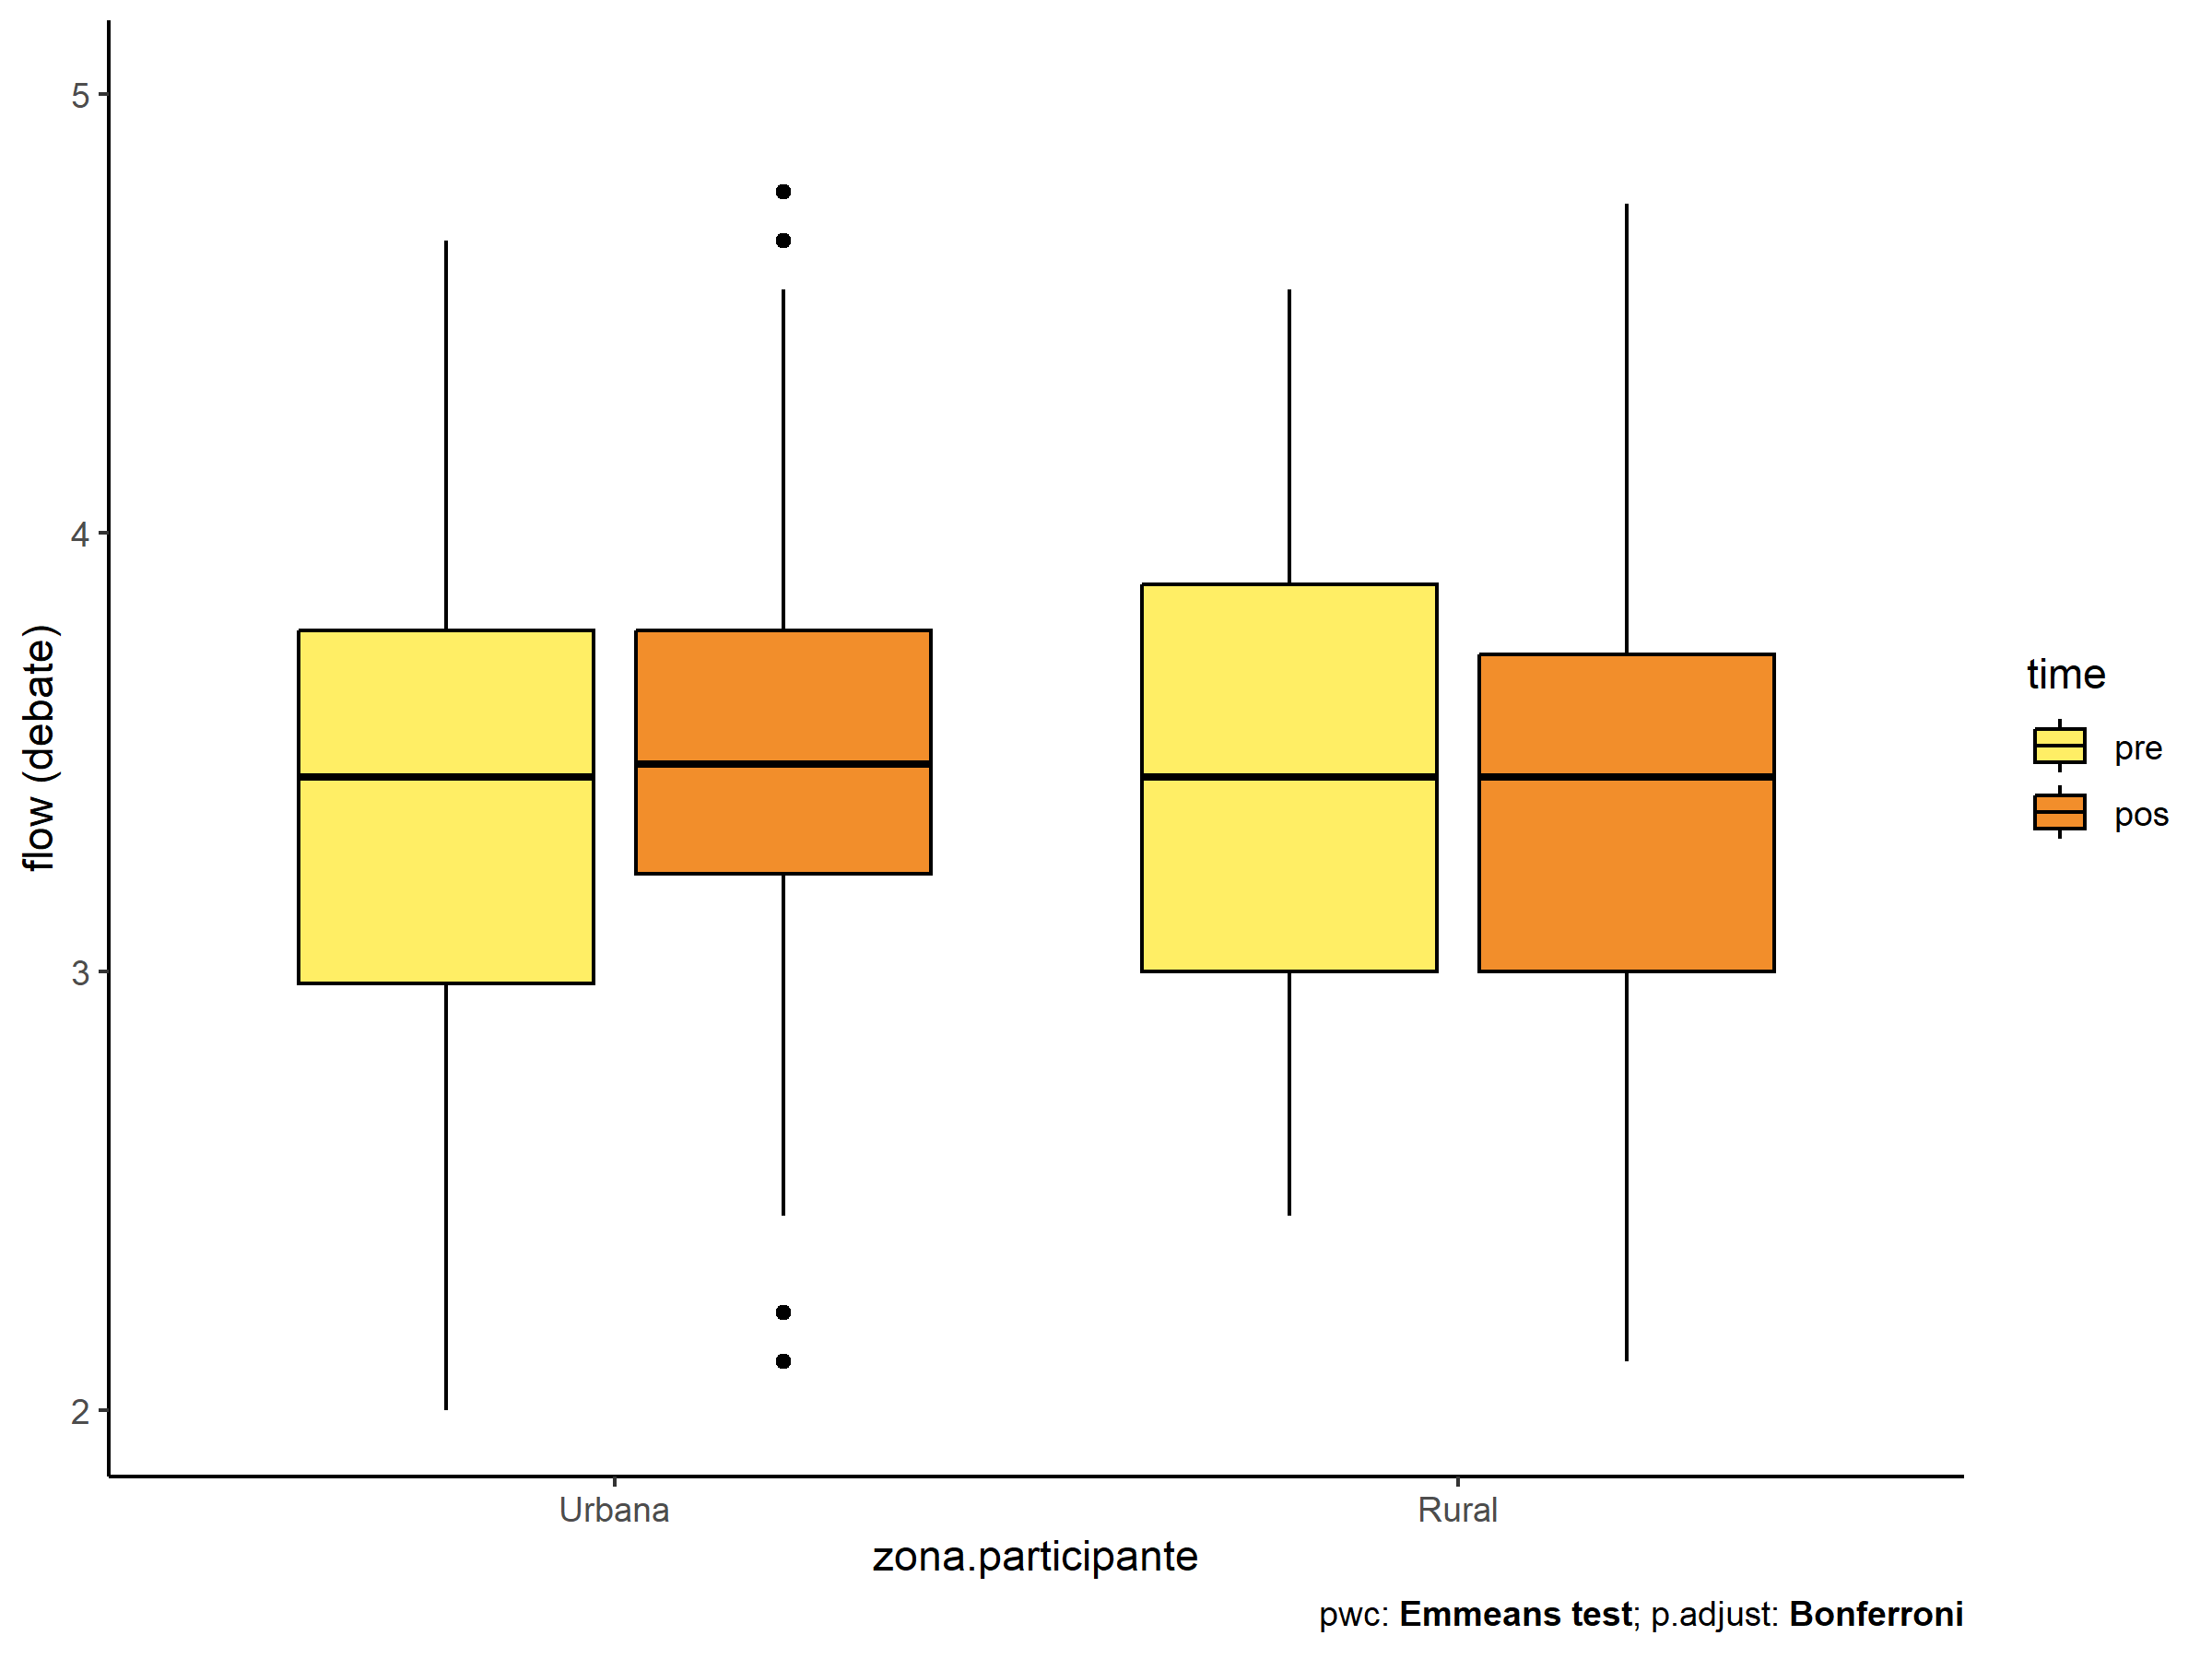 flow (debate)
5
4
3
2
Urbana
Rural
zona.participante
time
pre
pos
pwc: Emmeans test; p.adjust: Bonferroni